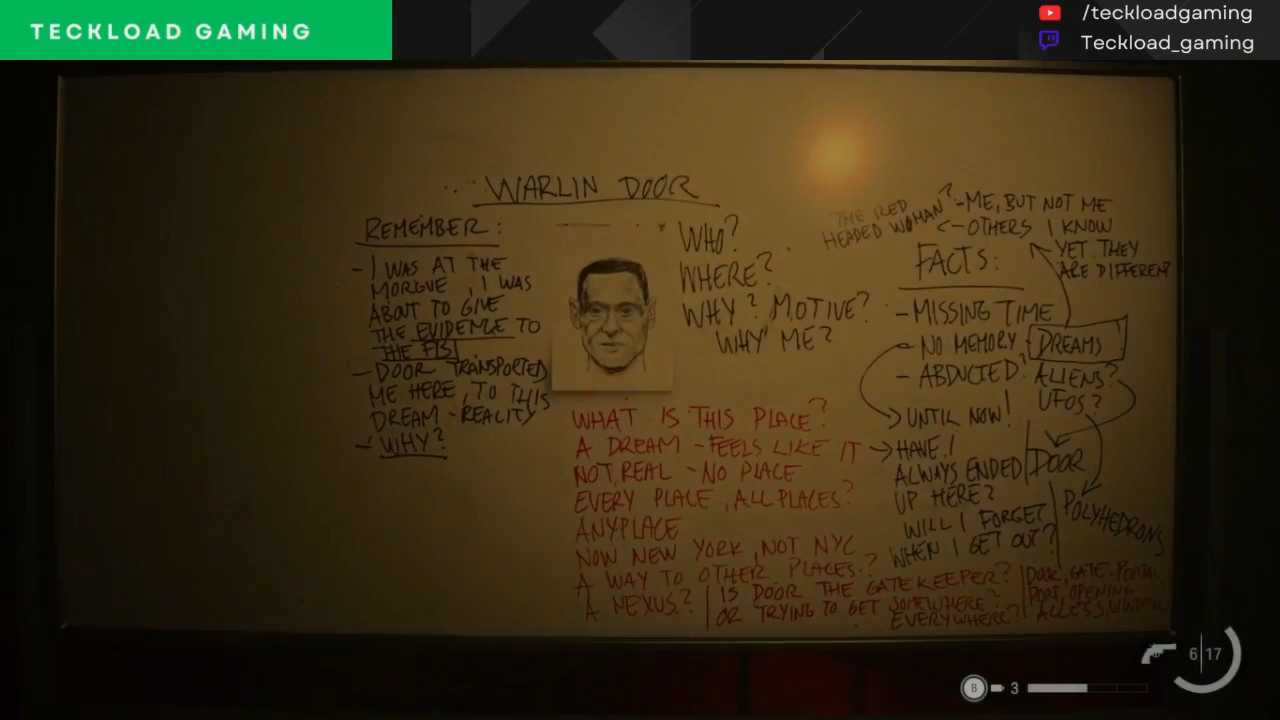 TECKLOAD GAMING
/teckloadgaming
Teckload_gaming
WARLIN DOOR
REMEMBER:
- I WAS AT THE
MORGUE, I WAS
ABOUT TO GIVE
THE EVIDENCE TO
THE FBI
- DOOR TRANSPORTED
ME HERE, TO THIS
DREAM-REALITY
- WHY?
WHO?
WHERE?
WHY? MOTIVE?
WHY ME?
THE RED
HEADED WOMAN?
- ME, BUT NOT ME
- OTHERS I KNOW
YET THEY
ARE DIFFERENT
FACTS:
- MISSING TIME
- NO MEMORY - DREAMS
- ABDUCTED? ALIENS?
UFOS?
UNTIL NOW!
HAVE I
ALWAYS ENDED
UP HERE?
WILL I FORGET
WHEN I GET OUT?
DOOR
POLYHEDRONS
WHAT IS THIS PLACE?
A DREAM - FEELS LIKE IT
NOT REAL - NO PLACE
EVERY PLACE, ALL PLACES?
ANYPLACE
NOW NEW YORK, NOT NYC
A WAY TO OTHER PLACES?
A NEXUS?
IS DOOR THE GATEKEEPER?
OR TRYING TO GET SOMEWHERE?
EVERYWHERE?
DOOR, GATE, PORTAL
PORT, OPENING
ACCESS,
6|17
B
3